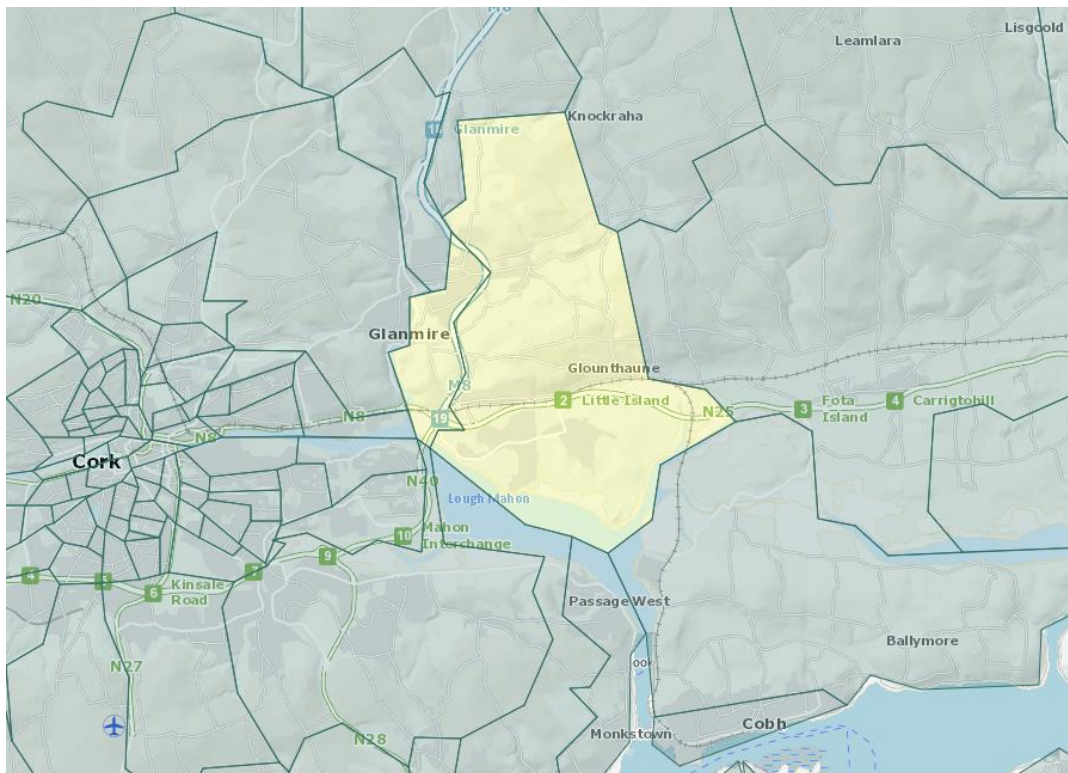 M8
Lisgoold
Leamlara
Knockraha
Glanmire
N20
Glanmire
Glounthaune
M8
2
Little Island
3
Fota
Island
4
Carrigtohill
N8
19
N25
N8
Cork
N40
Lough Mahon
10
Mahon
Interchange
9
7
4
5
6
Kinsale
Road
Passage West
Ballymore
N27
Cobh
Monkstown
N28